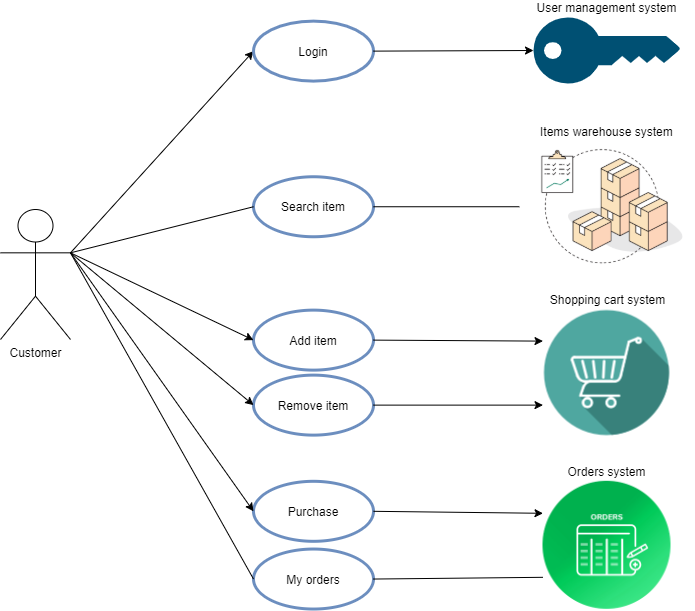 User management system
Login
Items warehouse system
Search item
Shopping cart system
Add item
Customer
Remove item
Orders system
Purchase
ORDERS
My orders